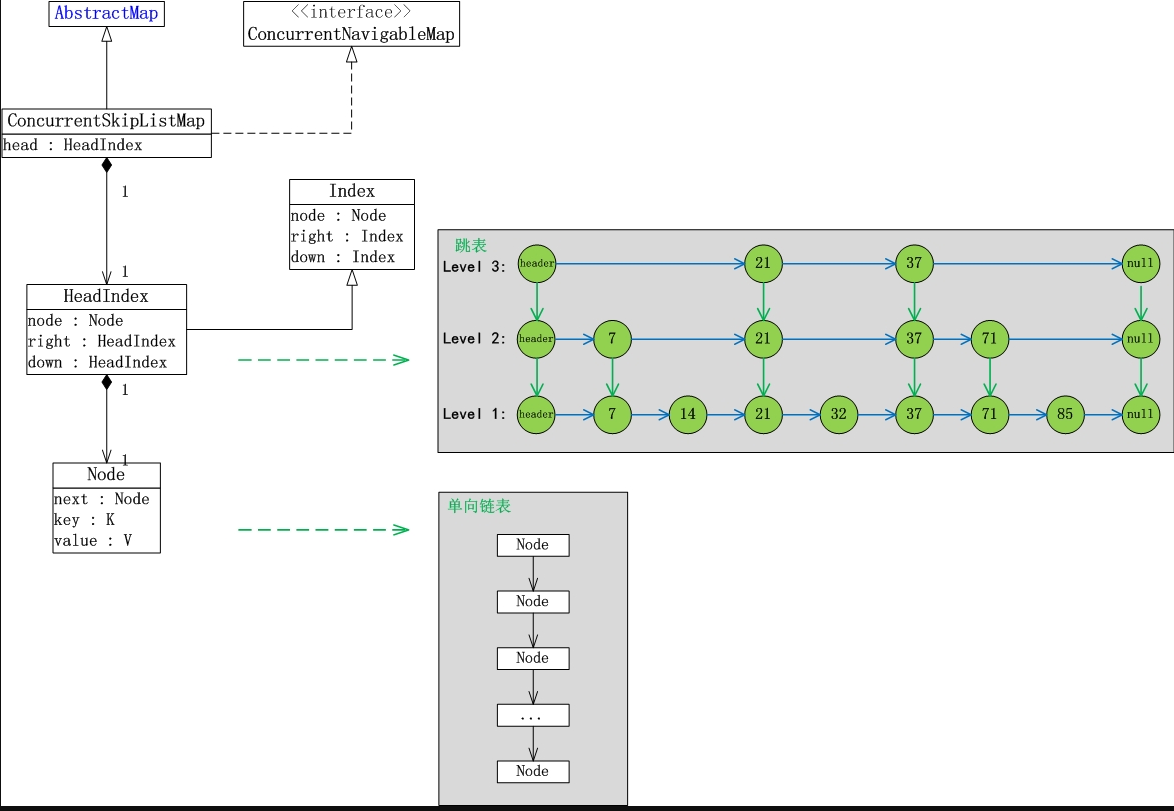 AbstractMap
<<interface>>
ConcurrentNavigableMap
ConcurrentSkipListMap
head : HeadIndex
1
1
Index
node : Node
right : Index
down : Index
HeadIndex
node : Node
right : HeadIndex
down : HeadIndex
1
1
Node
next : Node
key : K
value : V
跳表
Level 3: header 21 37 null
Level 2: header 7 21 37 71 null
Level 1: header 7 14 21 32 37 71 85 null
单向链表
Node
Node
Node
...
Node